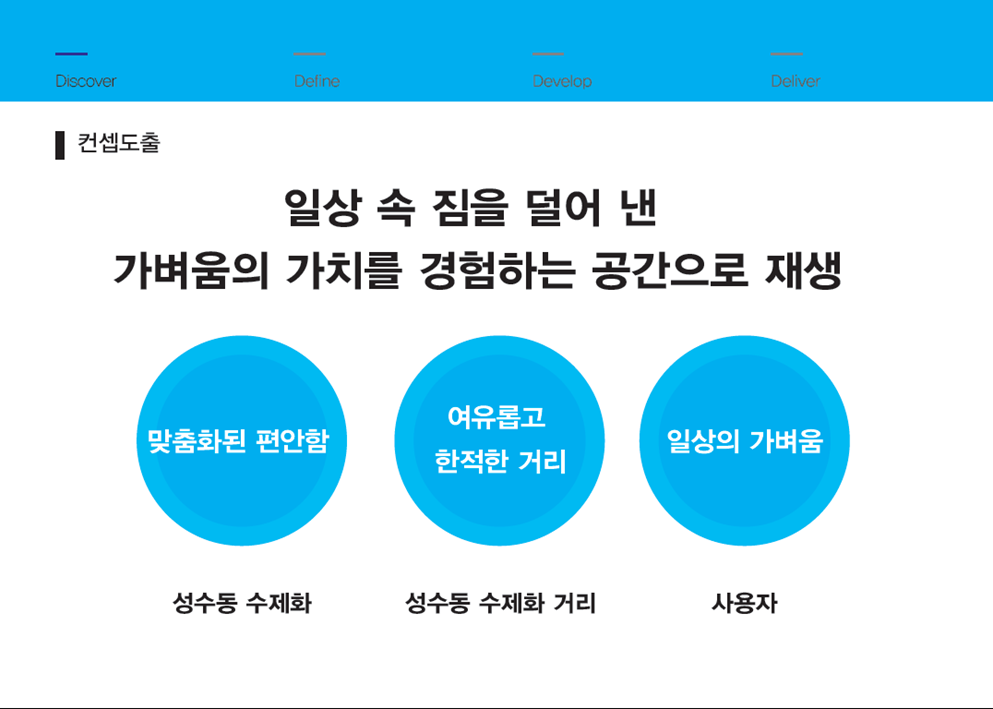 Discover
Define
Develop
Deliver
컨셉도출
일상 속 짐을 덜어 낸
가벼움의 가치를 경험하는 공간으로 재생
맞춤화된 편안함
여유롭고
한적한 거리
일상의 가벼움
성수동 수제화
성수동 수제화 거리
사용자